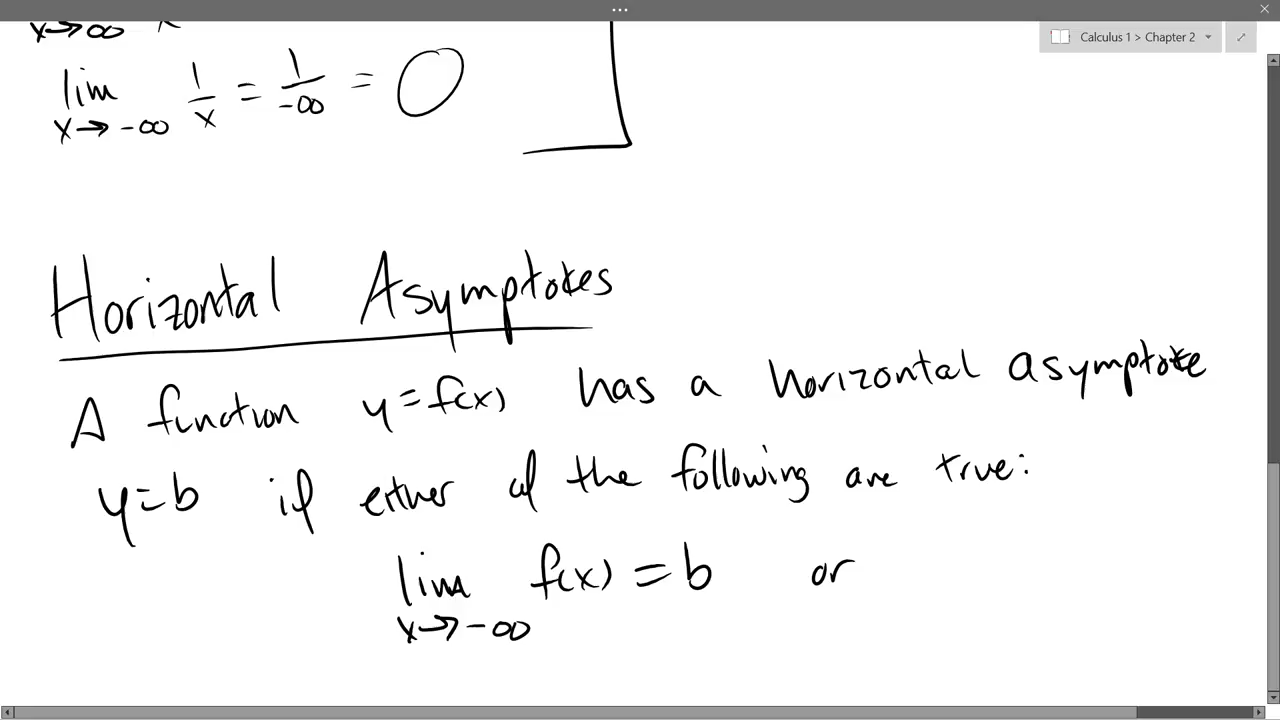 Calculus 1 > Chapter 2
x→∞
lim 1/x = 1/-∞ = 0
x→-∞
Horizontal Asymptotes
A function y=f(x) has a horizontal asymptote
y=b if either of the following are true:
lim f(x) = b or
x→-∞